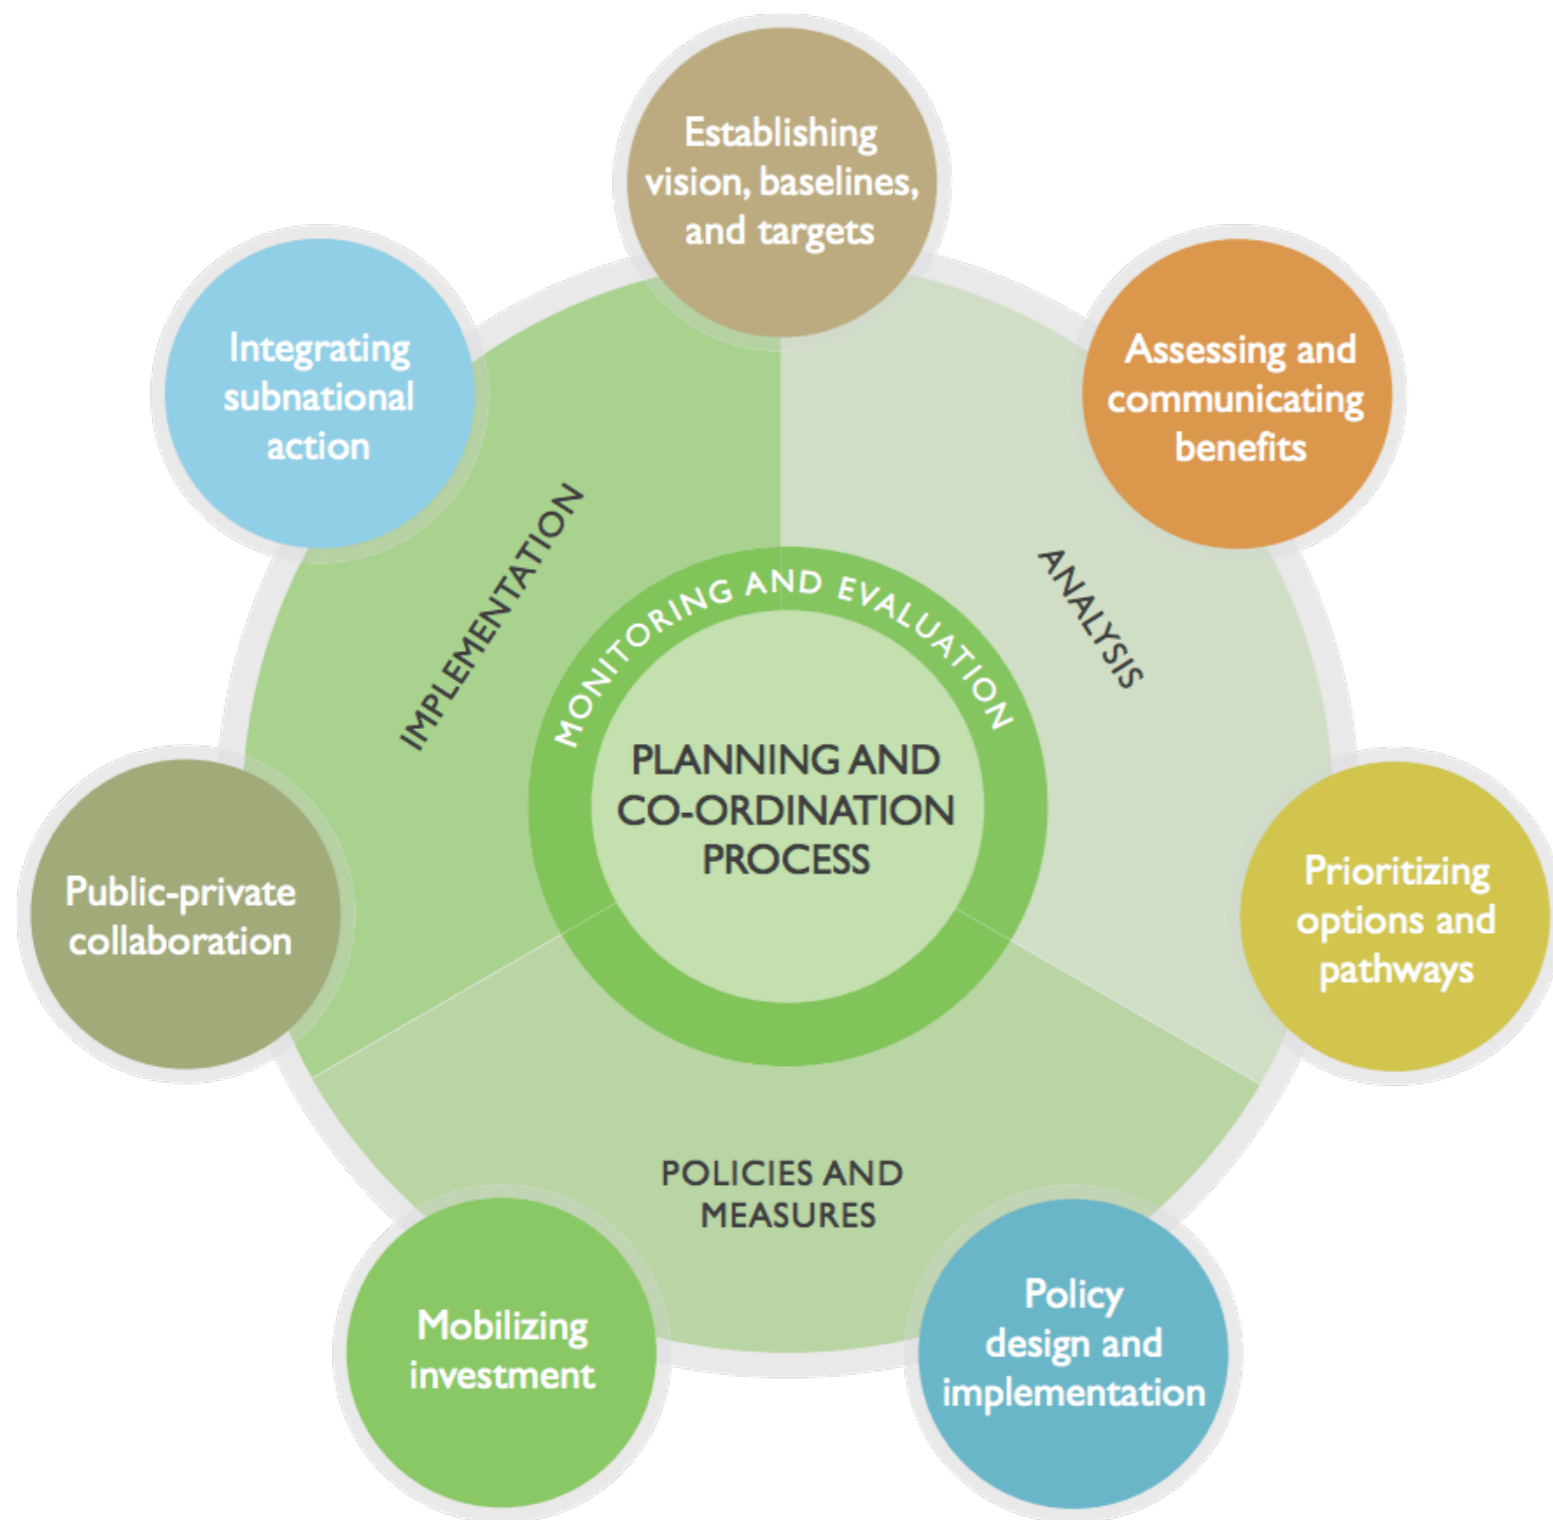 Establishing
vision, baselines,
and targets
Assessing and
communicating
benefits
Prioritizing
options and
pathways
Policy
design and
implementation
Mobilizing
investment
Public-private
collaboration
Integrating
subnational
action
IMPLEMENTATION
ANALYSIS
POLICIES AND
MEASURES
MONITORING AND EVALUATION
PLANNING AND
CO-ORDINATION
PROCESS